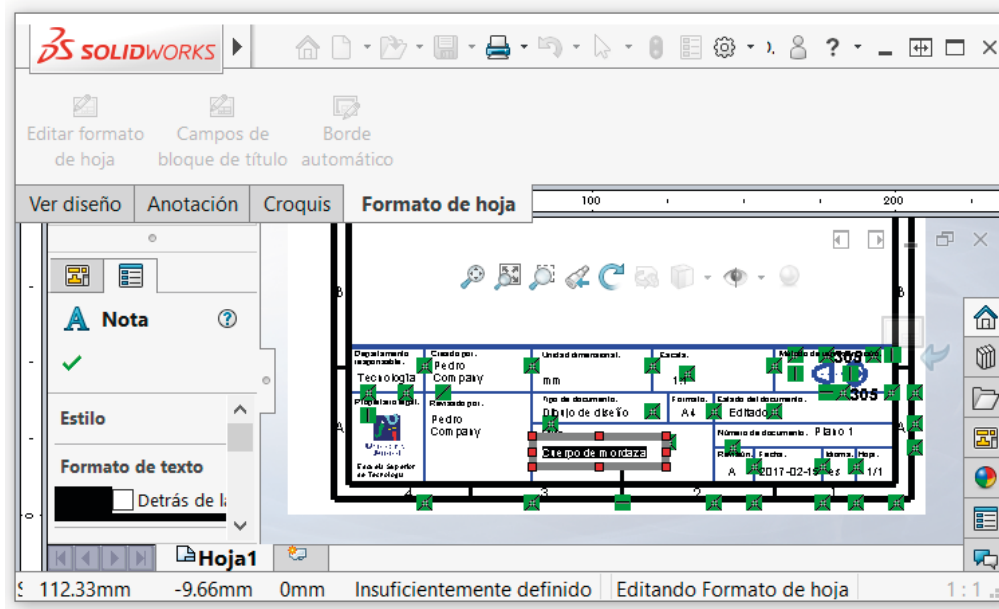 SOLIDWORKS
Editar formato de hoja
Campos de bloque de título
Borde automático
Ver diseño
Anotación
Croquis
Formato de hoja
100
200
Nota
Estilo
Formato de texto
Detrás de la
B
B
Departamento responsable.
Tecnología
Creado por.
Pedro Company
Unidad dimensional.
mm
Escala.
305
305
Propietario legal.
Escuela Superior de Tecnología
Revisado por.
Pedro Company
Tipo de documento.
Dibujo de diseño
Formato.
A4
Estado del documento.
Editado
Cuerpo de mordaza
Número de documento. Plano 1
Fecha.
Idioma.
Hoja.
A
2017-02-15
es
1/1
A
A
4
3
2
1
Hoja1
112.33mm
-9.66mm
0mm
Insuficientemente definido
Editando Formato de hoja
1:1